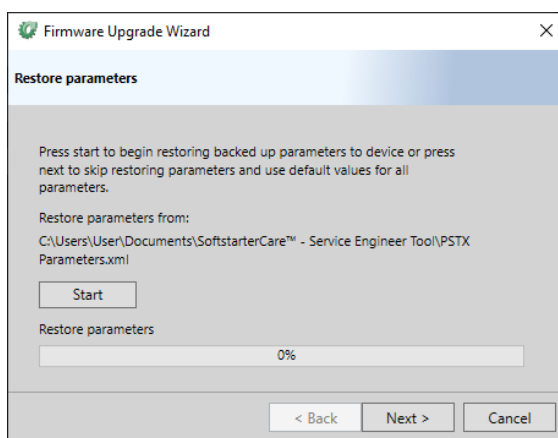 Firmware Upgrade Wizard
Restore parameters
Press start to begin restoring backed up parameters to device or press
next to skip restoring parameters and use default values for all
parameters.
Restore parameters from:
C:\Users\User\Documents\SoftstarterCare™ - Service Engineer Tool\PSTX
Parameters.xml
Start
Restore parameters
0%
< Back
Next >
Cancel